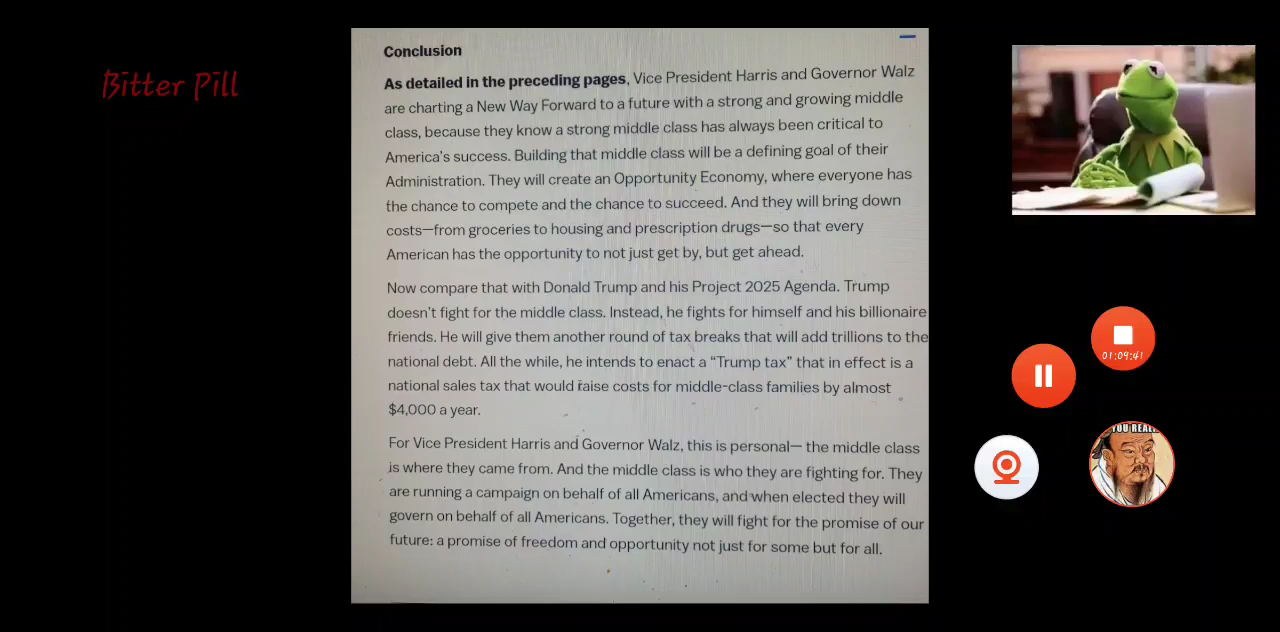 Bitter Pill
Conclusion
As detailed in the preceding pages, Vice President Harris and Governor Walz
are charting a New Way Forward to a future with a strong and growing middle
class, because they know a strong middle class has always been critical to
America's success. Building that middle class will be a defining goal of their
Administration. They will create an Opportunity Economy, where everyone has
the chance to compete and the chance to succeed. And they will bring down
costs—from groceries to housing and prescription drugs—so that every
American has the opportunity to not just get by, but get ahead.
Now compare that with Donald Trump and his Project 2025 Agenda. Trump
doesn't fight for the middle class. Instead, he fights for himself and his billionaire
friends. He will give them another round of tax breaks that will add trillions to the
national debt. All the while, he intends to enact a “Trump tax” that in effect is a
national sales tax that would raise costs for middle-class families by almost
$4,000 a year.
For Vice President Harris and Governor Walz, this is personal— the middle class
is where they came from. And the middle class is who they are fighting for. They
are running a campaign on behalf of all Americans, and when elected they will
govern on behalf of all Americans. Together, they will fight for the promise of our
future: a promise of freedom and opportunity not just for some but for all.
01:09:41
YOU